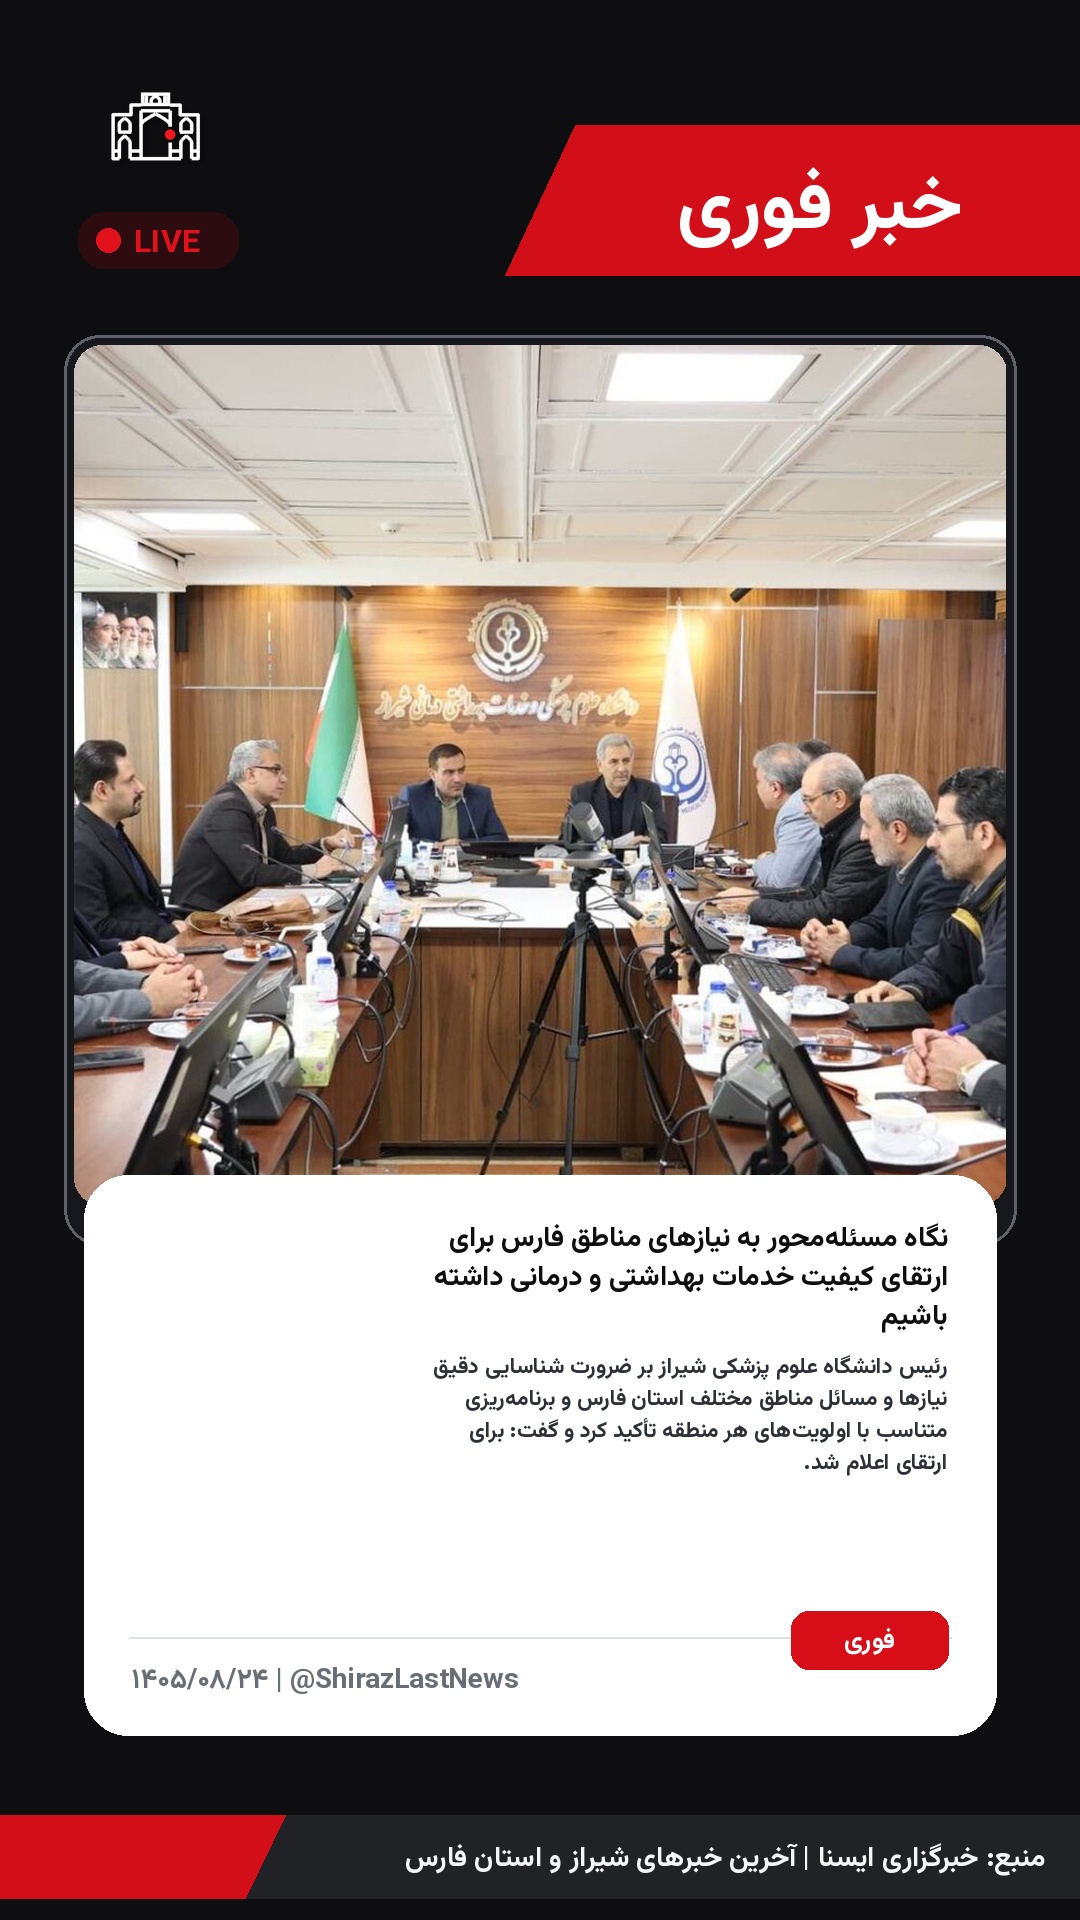 خبر فوری
LIVE
دانشگاه علوم پزشکی و خدمات بهداشتی درمانی شیراز
نگاه مسئله‌محور به نیازهای مناطق فارس برای
ارتقای کیفیت خدمات بهداشتی و درمانی داشته
باشیم
رئیس دانشگاه علوم پزشکی شیراز بر ضرورت شناسایی دقیق
نیازها و مسائل مناطق مختلف استان فارس و برنامه‌ریزی
متناسب با اولویت‌های هر منطقه تأکید کرد و گفت: برای
ارتقای اعلام شد.
فوری
۱۴۰۵/۰۸/۲۴ | @ShirazLastNews
منبع: خبرگزاری ایسنا | آخرین خبرهای شیراز و استان فارس